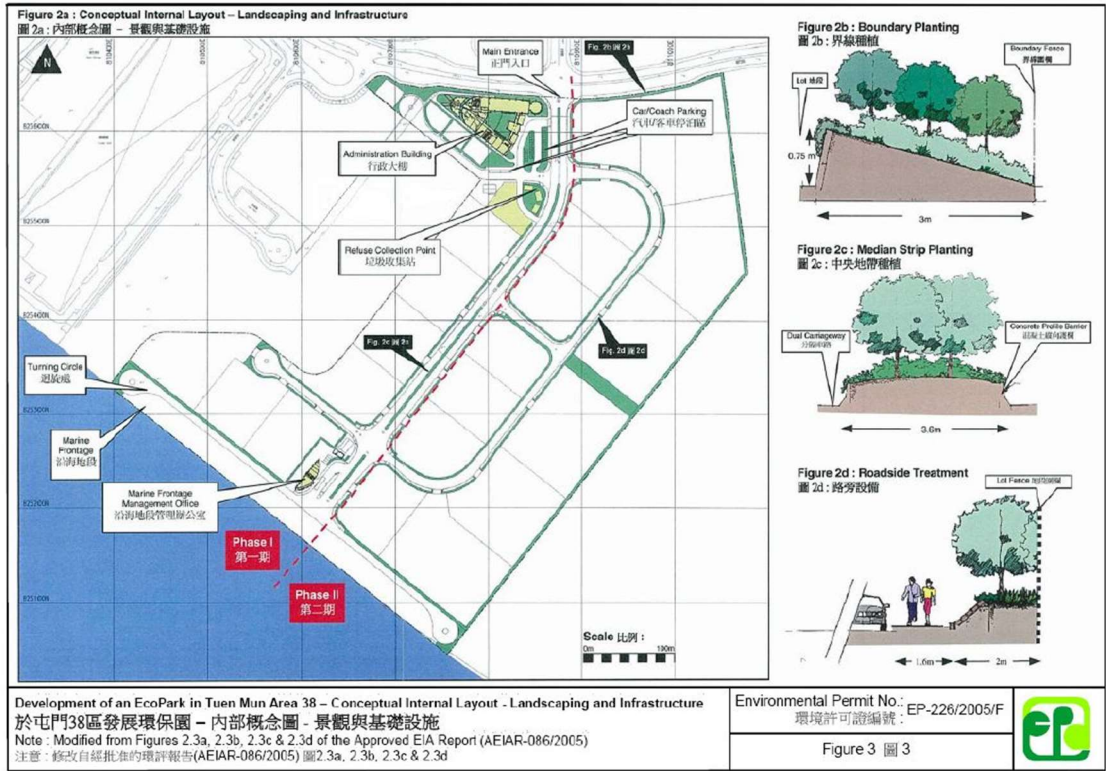 Figure 2a : Conceptual Internal Layout – Landscaping and Infrastructure
圖 2a : 內部概念圖 – 景觀與基礎設施
N
Main Entrance
正門入口
Fig. 2b 圖 2b
Car/Coach Parking
汽車/客車停泊區
Administration Building
行政大樓
Refuse Collection Point
垃圾收集站
Fig. 2c 圖 2c
Fig. 2d 圖 2d
Turning Circle
迴旋處
Marine
Frontage
沿海地段
Marine Frontage
Management Office
沿海地段管理辦公室
Phase I
第一期
Phase II
第二期
825600N
825500N
825400N
825300N
825200N
825100N
Scale 比例 :
0m 100m
Figure 2b : Boundary Planting
圖 2b : 界線種植
Boundary Fence
界線圍欄
Lot 地段
0.75 m
3m
Figure 2c : Median Strip Planting
圖 2c : 中央地帶種植
Dual Carriageway
Concrete Profile Barrier
3.6m
Figure 2d : Roadside Treatment
圖 2d : 路旁設備
Lot Fence
1.6m 2m
Development of an EcoPark in Tuen Mun Area 38 – Conceptual Internal Layout - Landscaping and Infrastructure
於屯門38區發展環保園 – 內部概念圖 - 景觀與基礎設施
Note : Modified from Figures 2.3a, 2.3b, 2.3c & 2.3d of the Approved EIA Report (AEIAR-086/2005)
注意 : 修改自經批准的環評報告(AEIAR-086/2005) 圖2.3a, 2.3b, 2.3c & 2.3d
Environmental Permit No.: EP-226/2005/F
環境許可證編號 :
Figure 3 圖 3